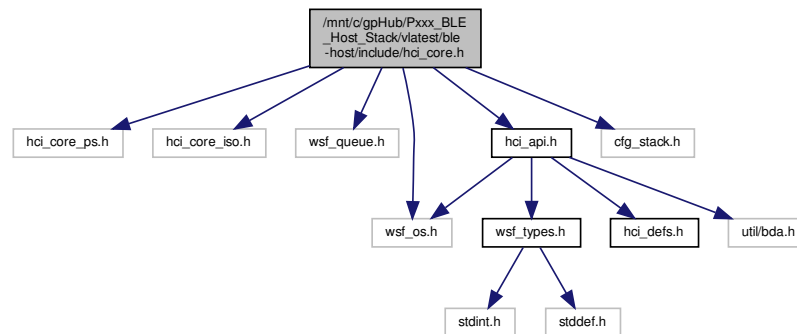 /mnt/c/gpHub/Pxxx_BLE
_Host_Stack/vlatest/ble
-host/include/hci_core.h
hci_core_ps.h
hci_core_iso.h
wsf_queue.h
hci_api.h
cfg_stack.h
wsf_os.h
wsf_types.h
hci_defs.h
util/bda.h
stdint.h
stddef.h